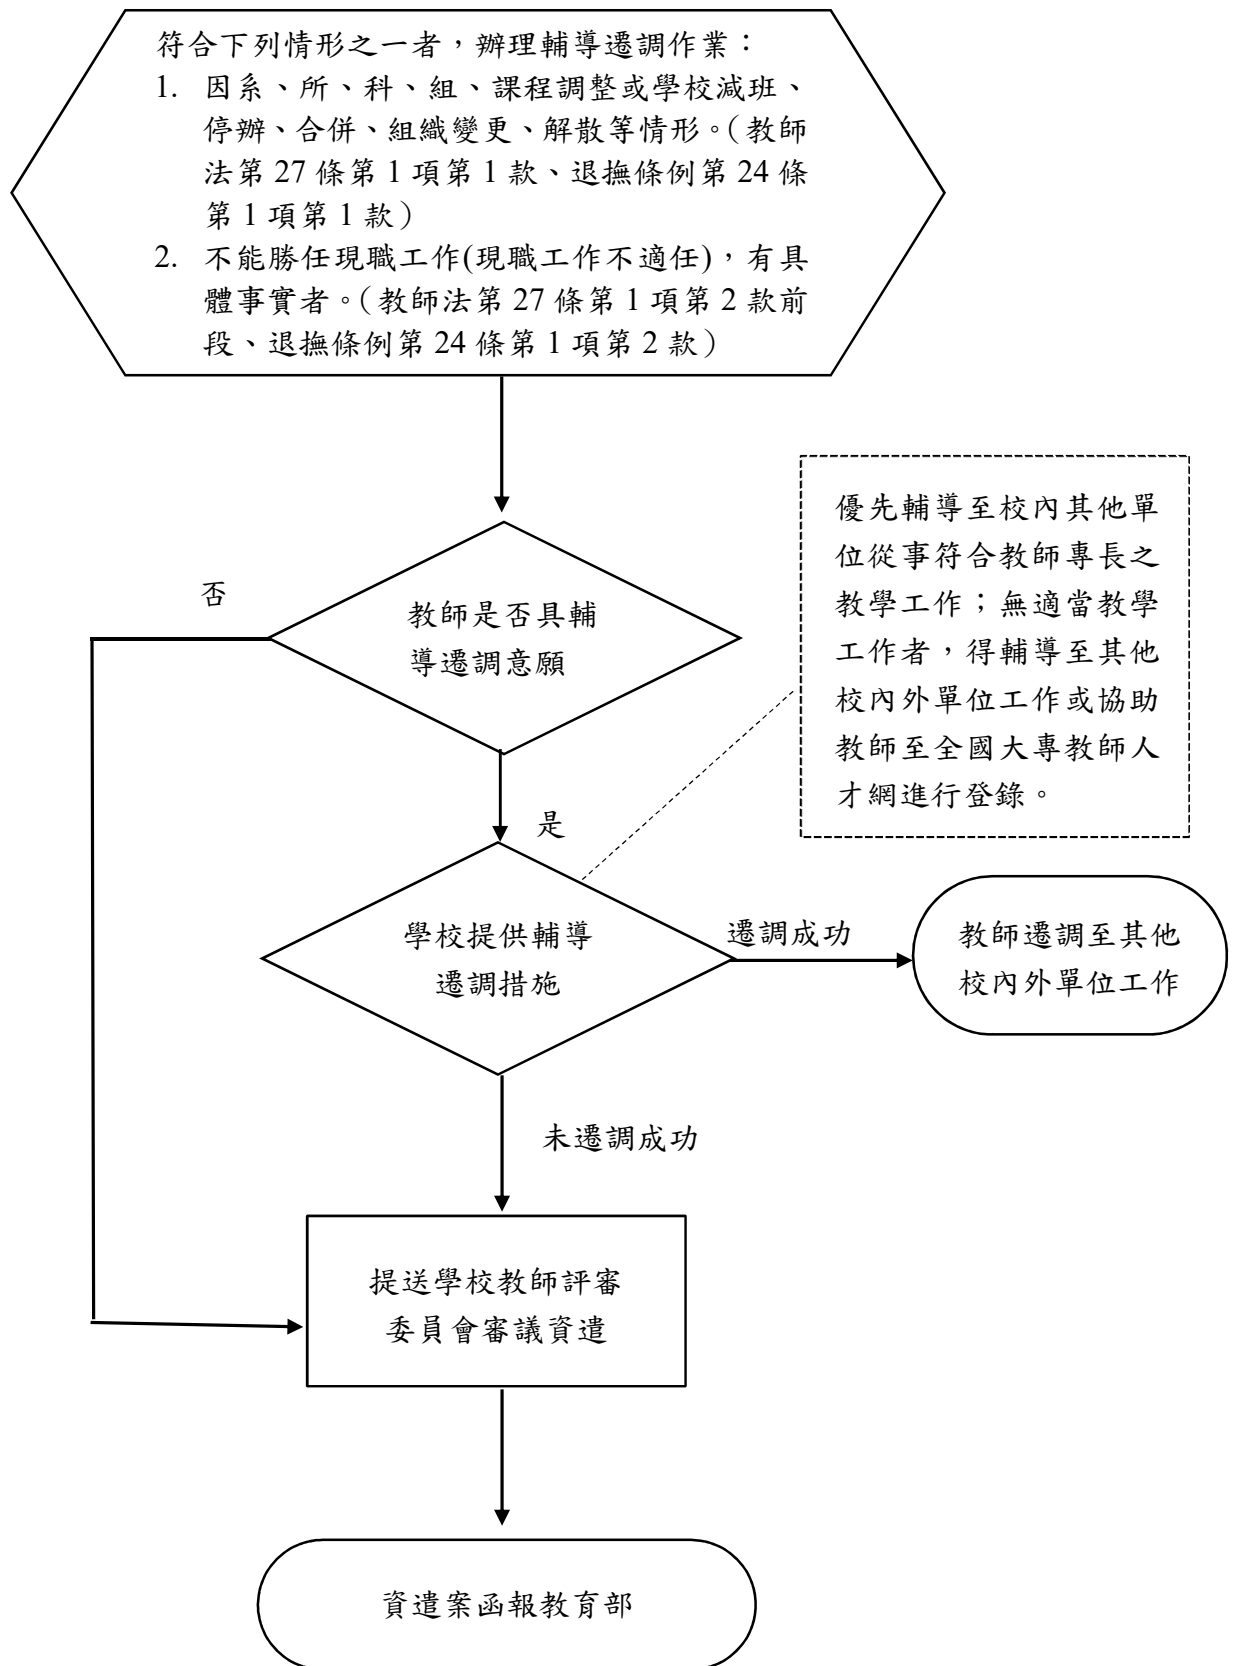 符合下列情形之一者，辦理輔導遷調作業：
1. 因系、所、科、組、課程調整或學校減班、
停辦、合併、組織變更、解散等情形。（教師
法第 27 條第 1 項第 1 款、退撫條例第 24 條
第 1 項第 1 款）
2. 不能勝任現職工作(現職工作不適任)，有具
體事實者。（教師法第 27 條第 1 項第 2 款前
段、退撫條例第 24 條第 1 項第 2 款）
優先輔導至校內其他單
位從事符合教師專長之
教學工作；無適當教學
工作者，得輔導至其他
校內外單位工作或協助
教師至全國大專教師人
才網進行登錄。
否
教師是否具輔
導遷調意願
是
學校提供輔導
遷調措施
遷調成功
教師遷調至其他
校內外單位工作
未遷調成功
提送學校教師評審
委員會審議資遣
資遣案函報教育部